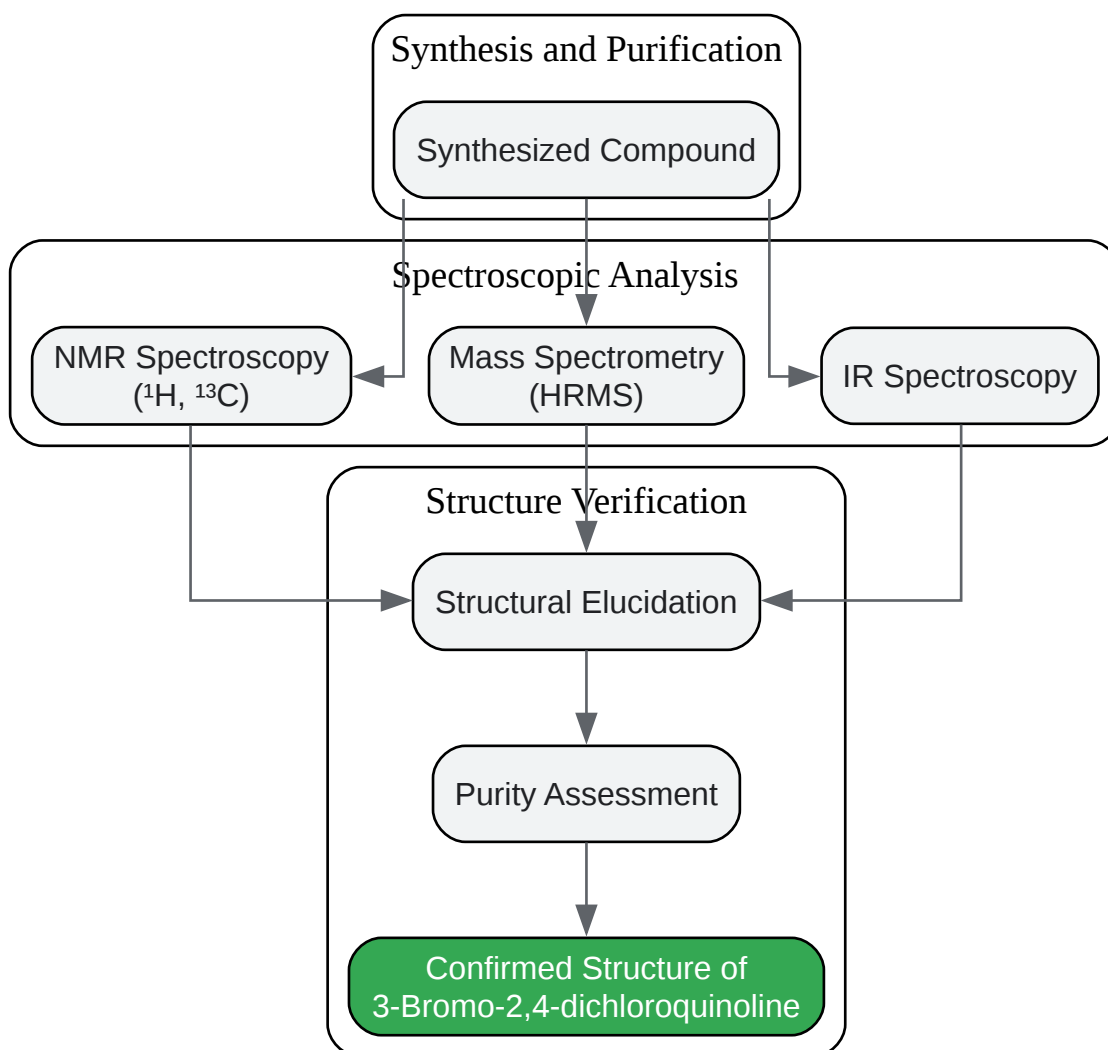 Synthesis and Purification
Synthesized Compound
Spectroscopic Analysis
NMR Spectroscopy
(¹H, ¹³C)
Mass Spectrometry
(HRMS)
IR Spectroscopy
Structure Verification
Structural Elucidation
Purity Assessment
Confirmed Structure of
3-Bromo-2,4-dichloroquinoline